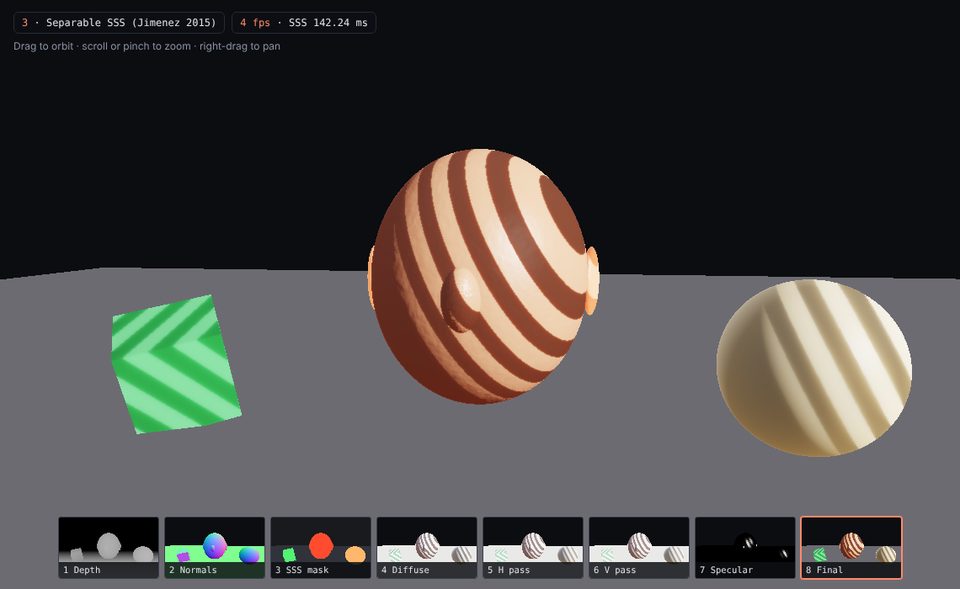 3 · Separable SSS (Jimenez 2015)
4 fps · SSS 142.24 ms
Drag to orbit · scroll or pinch to zoom · right-drag to pan
1 Depth
2 Normals
3 SSS mask
4 Diffuse
5 H pass
6 V pass
7 Specular
8 Final